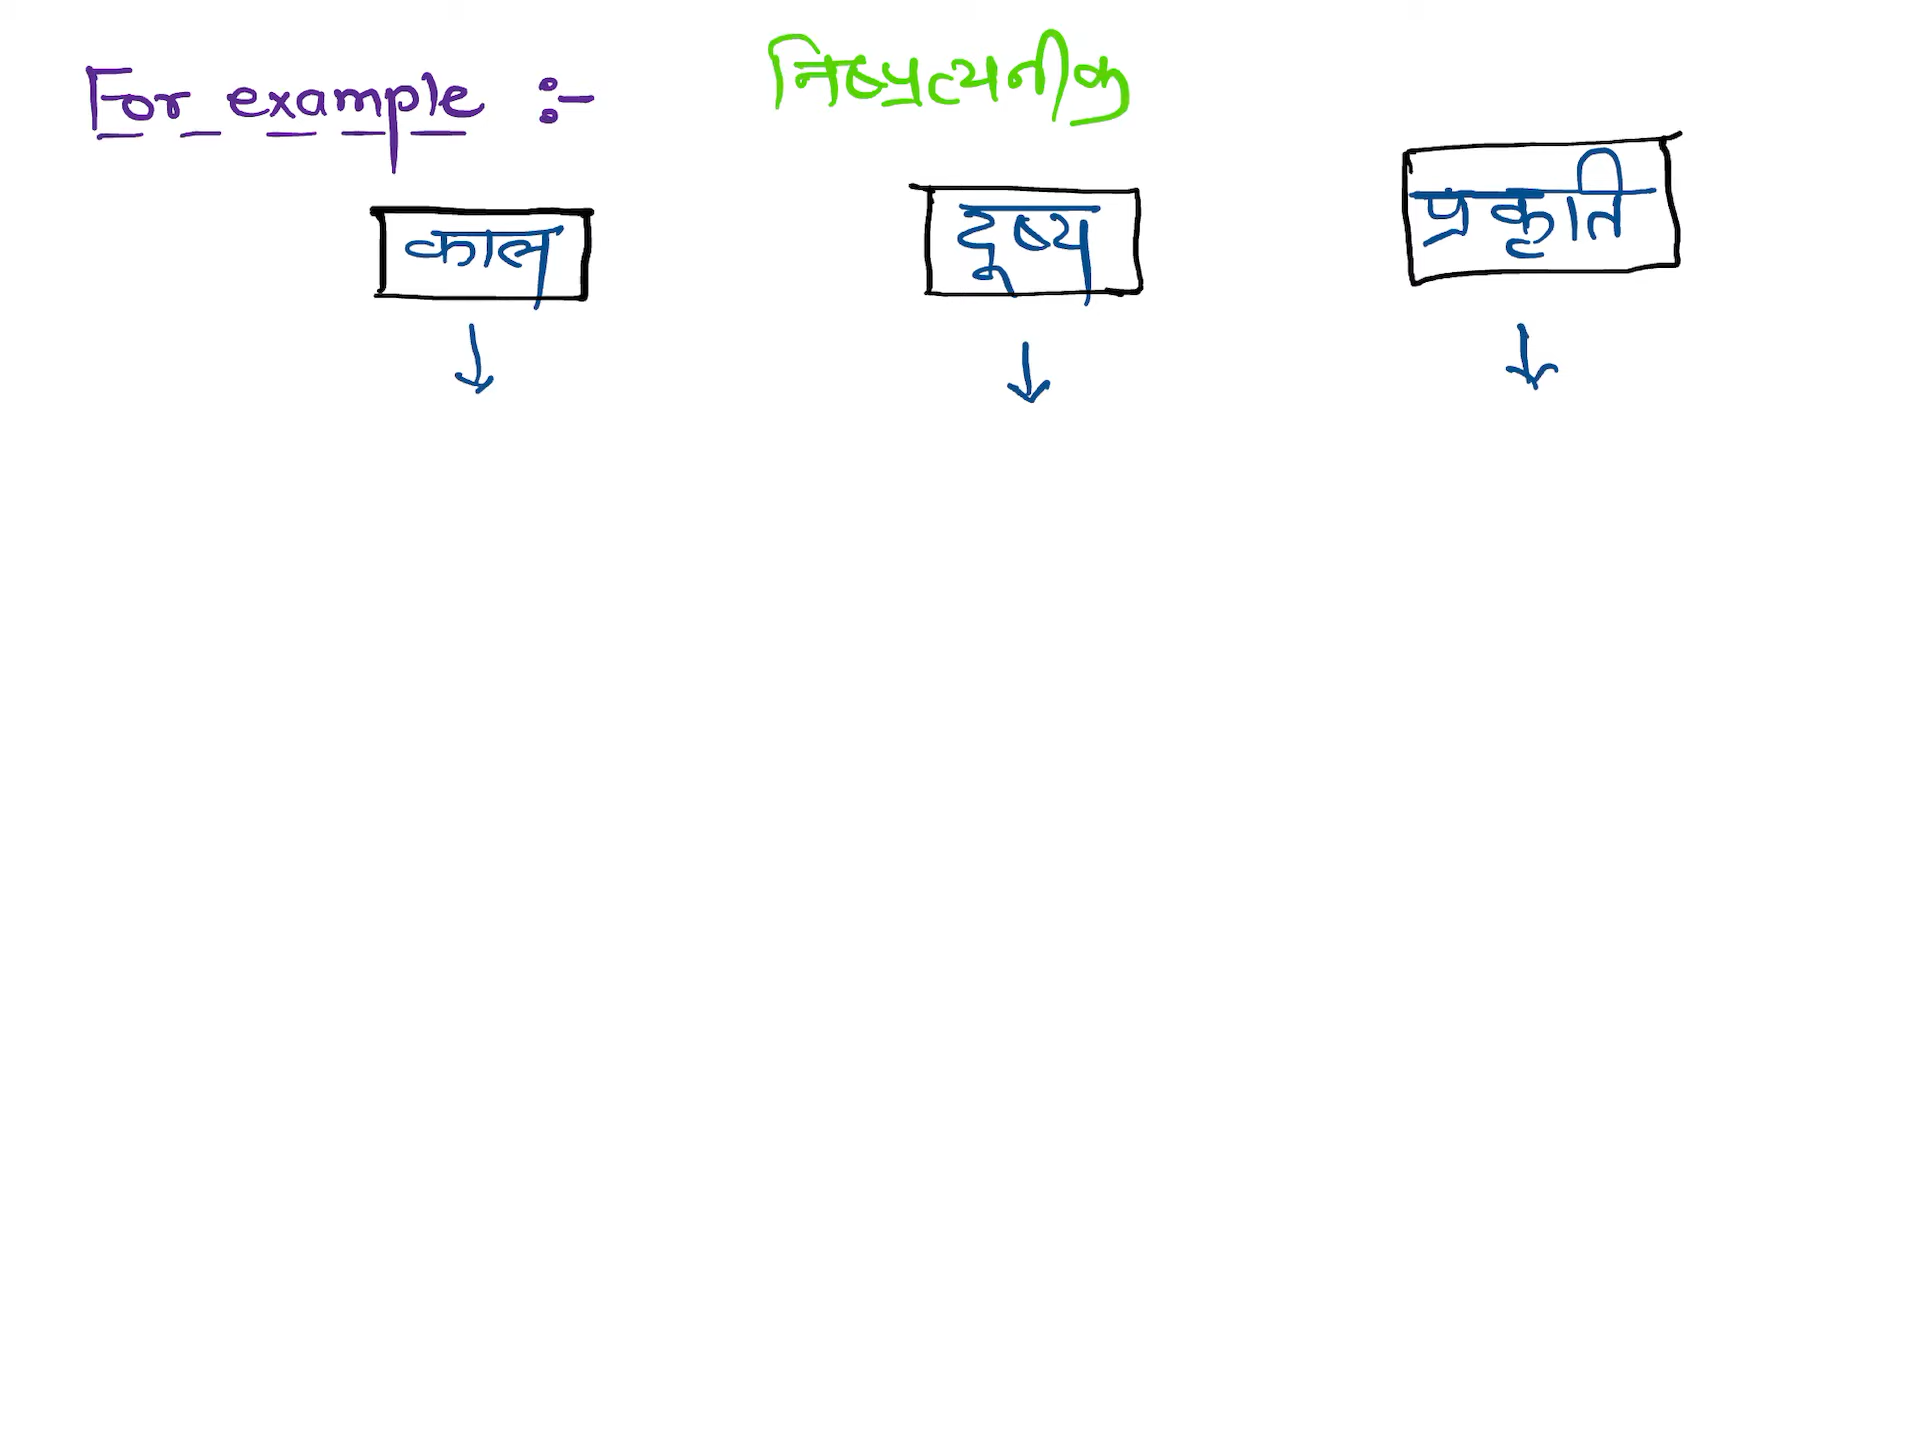 For example :- निष्प्रत्यनीक
काल दूष्य प्रकृति